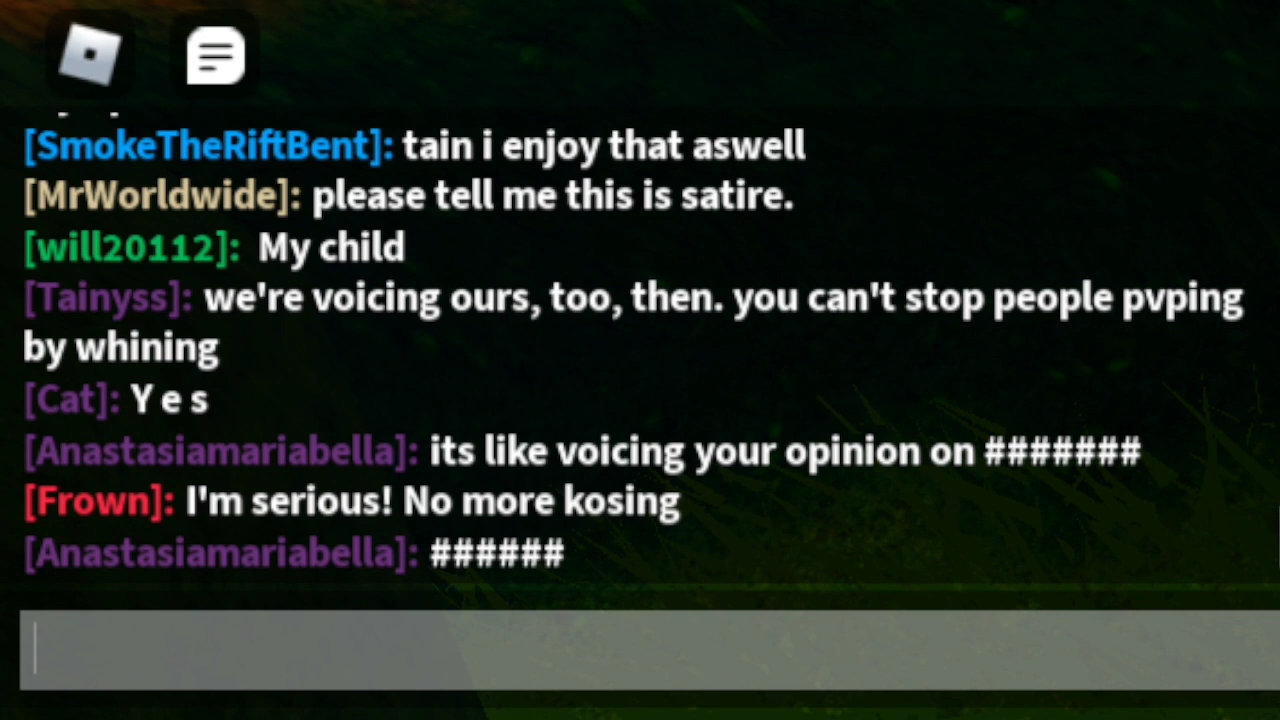 [SmokeTheRiftBent]: tain i enjoy that aswell
[MrWorldwide]: please tell me this is satire.
[will20112]: My child
[Tainyss]: we're voicing ours, too, then. you can't stop people pvping
by whining
[Cat]: Y e s
[Anastasiamariabella]: its like voicing your opinion on #######
[Frown]: I'm serious! No more kosing
[Anastasiamariabella]: ######